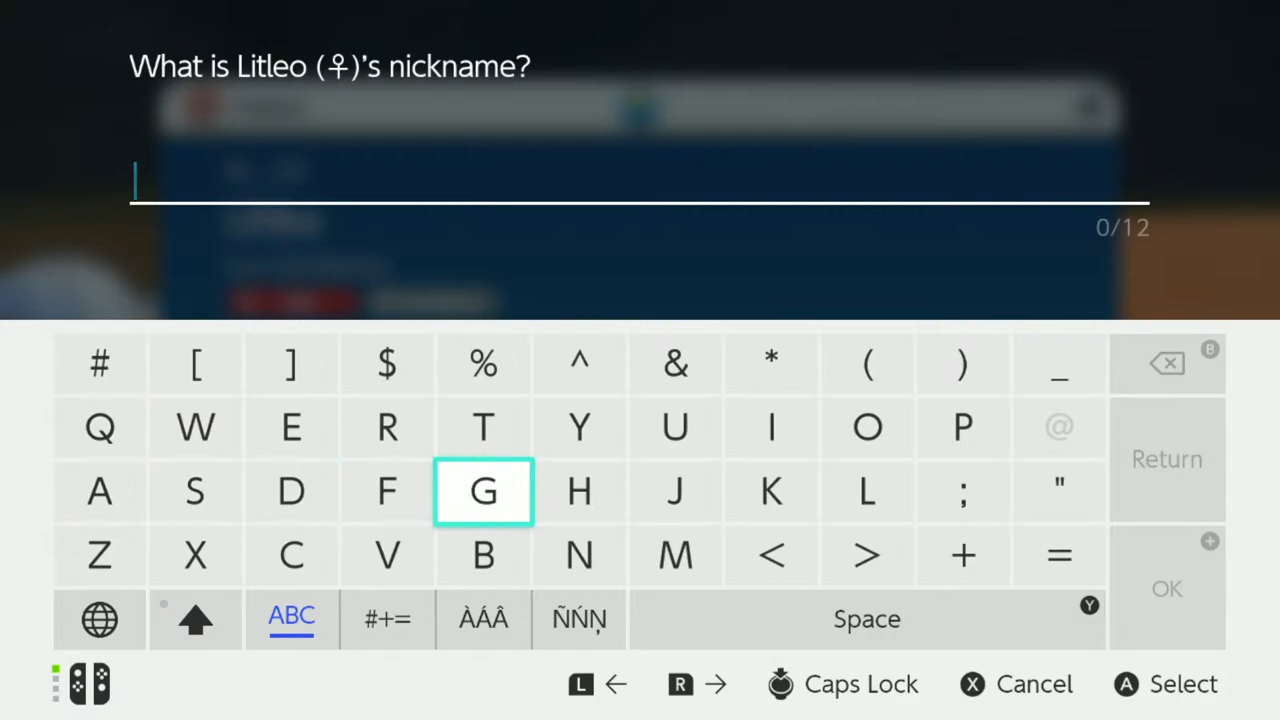 What is Litleo (♀)'s nickname?
0/12
# [ ] $ % ^ & * ( ) _ B
Q W E R T Y U I O P @ Return
A S D F G H J K L ; "
Z X C V B N M < > + = + OK
ABC #+= ÀÁÂ ÑŃŅ Space Y
L ← R → Caps Lock X Cancel A Select